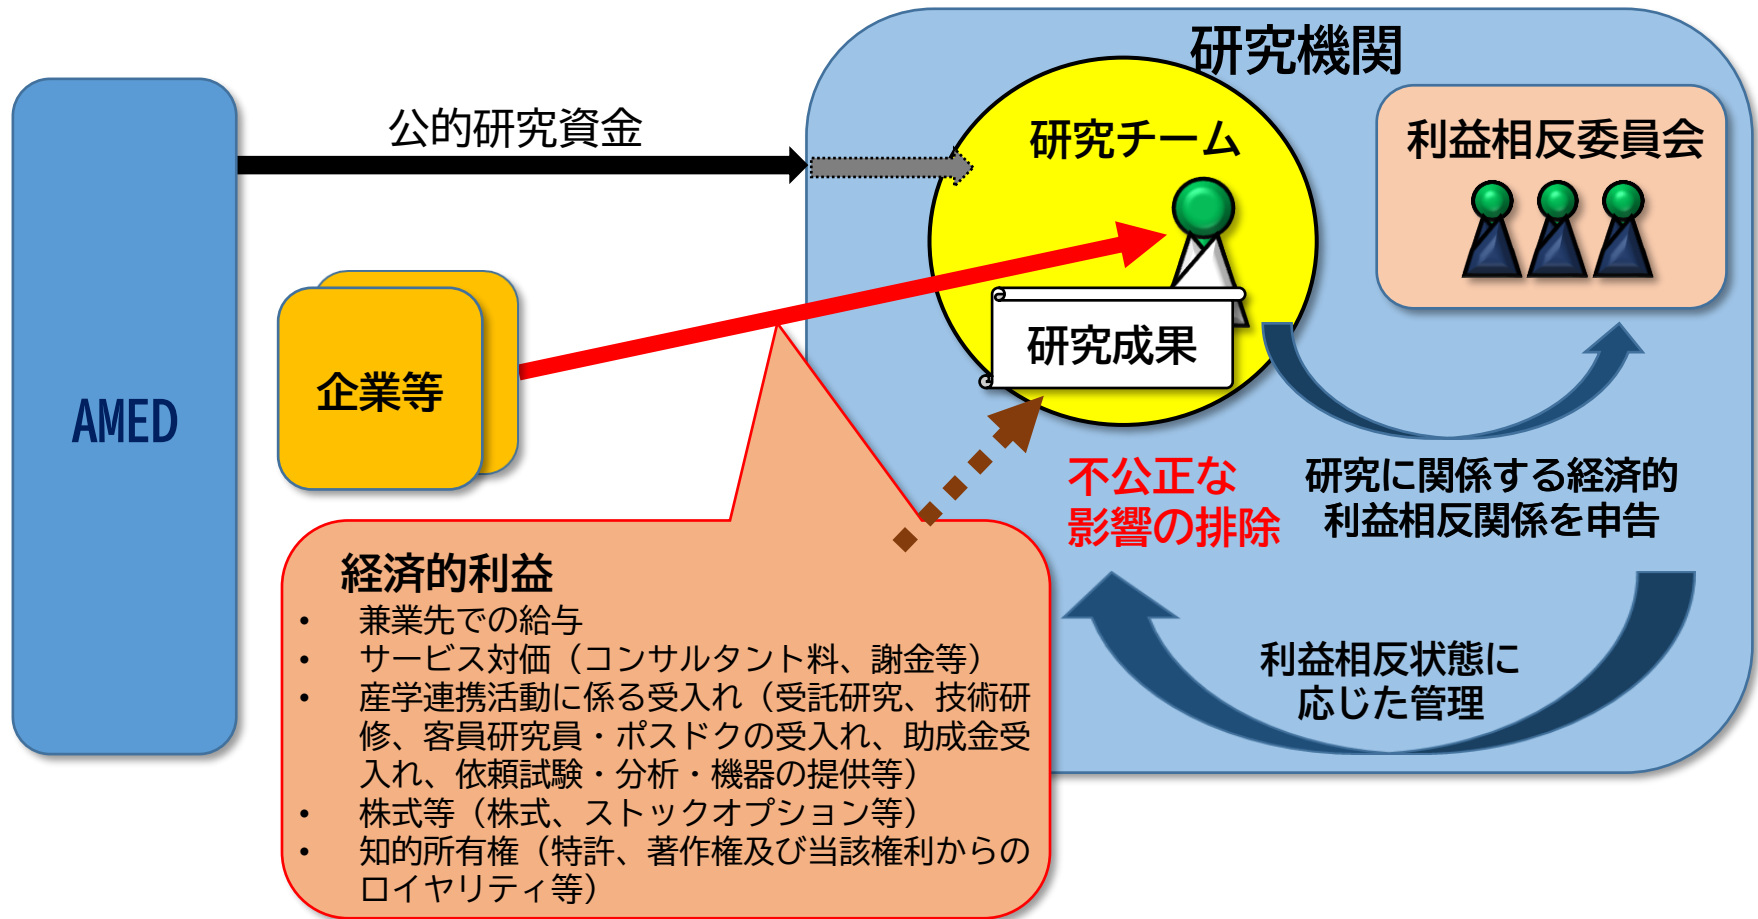 研究機関
公的研究資金
研究チーム
利益相反委員会
研究成果
企業等
AMED
不公正な
影響の排除
研究に関係する経済的
利益相反関係を申告
利益相反状態に
応じた管理
経済的利益
• 兼業先での給与
• サービス対価（コンサルタント料、謝金等）
• 産学連携活動に係る受入れ（受託研究、技術研
修、客員研究員・ポスドクの受入れ、助成金受
入れ、依頼試験・分析・機器の提供等）
• 株式等（株式、ストックオプション等）
• 知的所有権（特許、著作権及び当該権利からの
ロイヤリティ等）